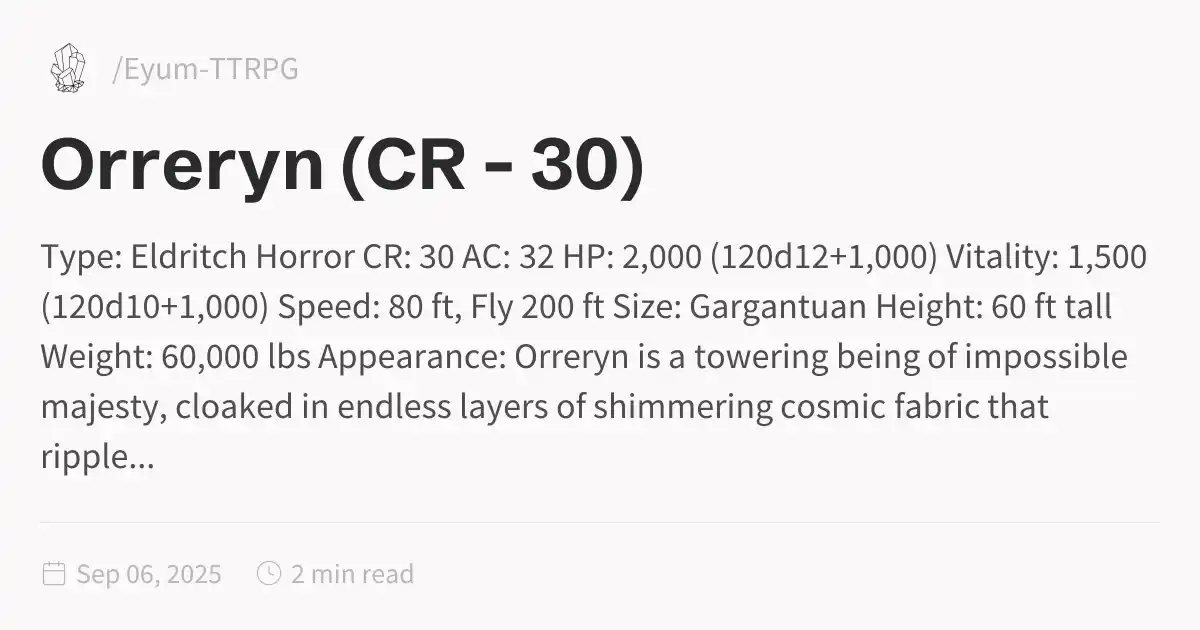 /Eyum-TTRPG
Orreryn (CR - 30)
Type: Eldritch Horror CR: 30 AC: 32 HP: 2,000 (120d12+1,000) Vitality: 1,500
(120d10+1,000) Speed: 80 ft, Fly 200 ft Size: Gargantuan Height: 60 ft tall
Weight: 60,000 lbs Appearance: Orreryn is a towering being of impossible
majesty, cloaked in endless layers of shimmering cosmic fabric that
ripple...
Sep 06, 2025 2 min read